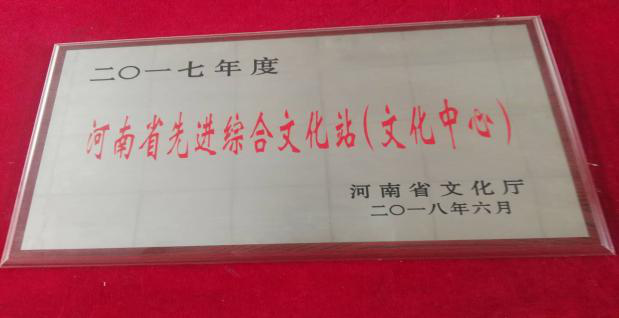 二〇一七年度
河南省先进综合文化站(文化中心)
河南省文化厅
二〇一八年六月